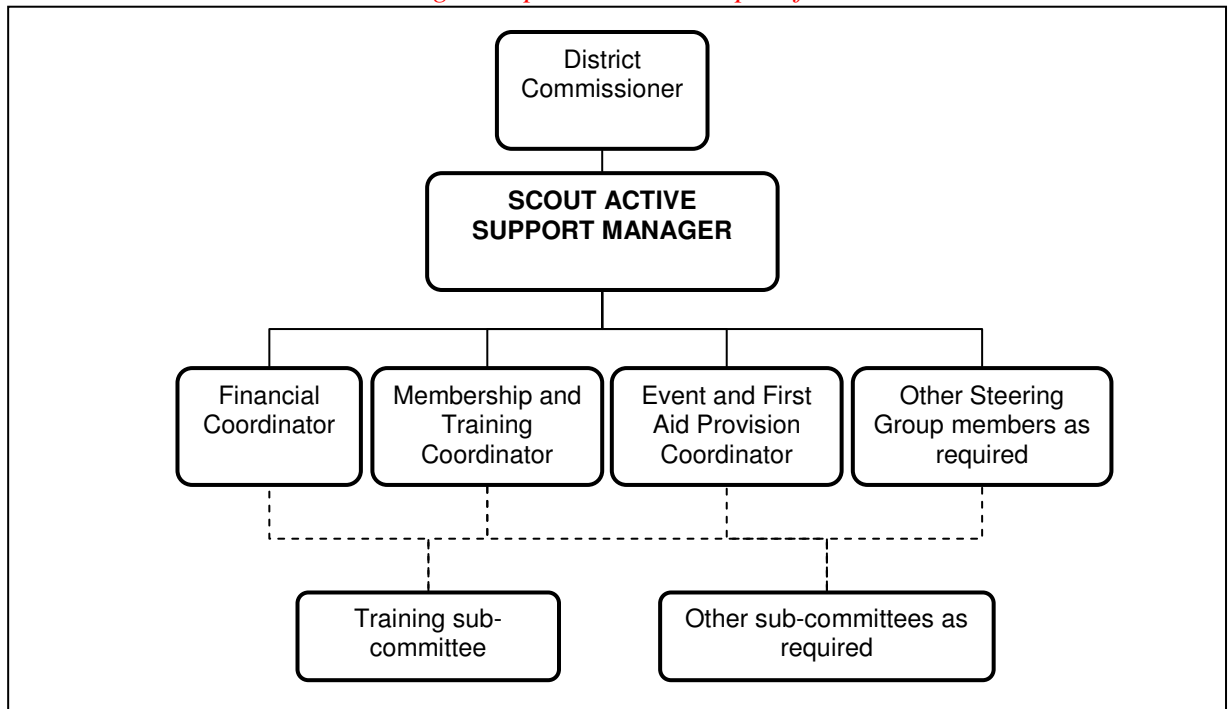 District
Commissioner
SCOUT ACTIVE
SUPPORT MANAGER
Financial
Coordinator
Membership and
Training
Coordinator
Event and First
Aid Provision
Coordinator
Other Steering
Group members as
required
Training sub-
committee
Other sub-committees as
required